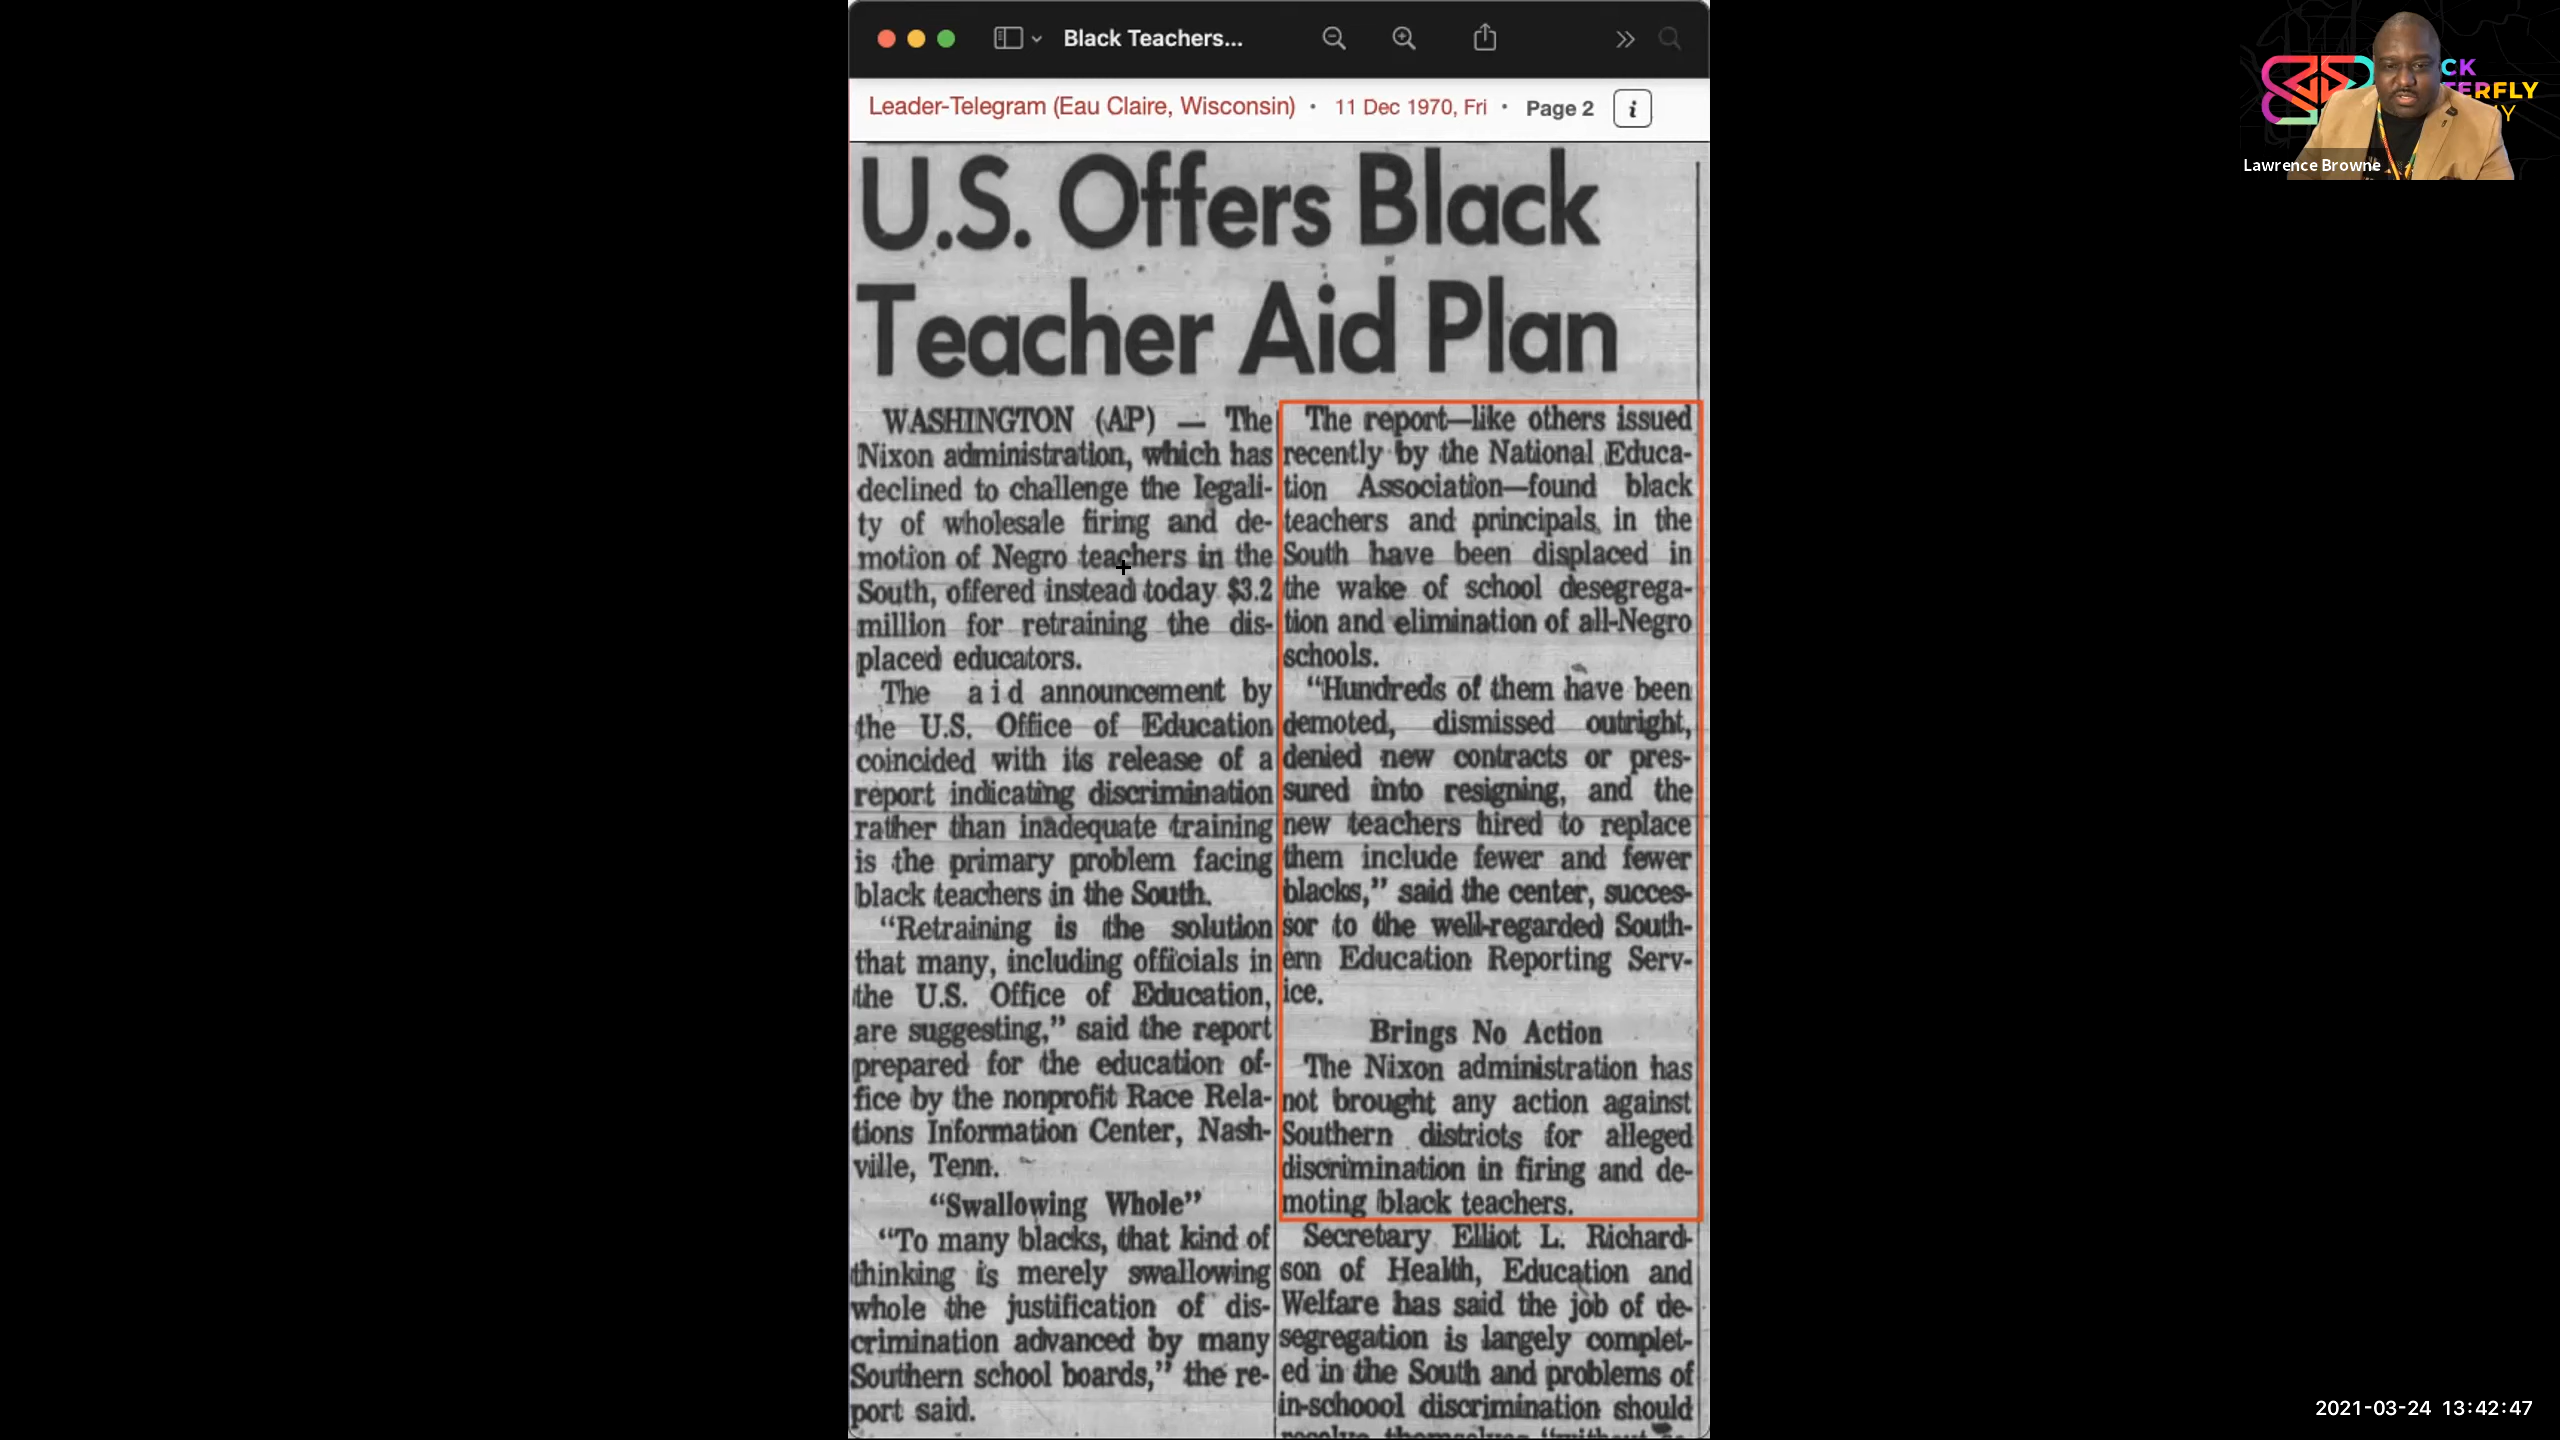 Black Teachers...
Leader-Telegram (Eau Claire, Wisconsin) • 11 Dec 1970, Fri • Page 2
U.S. Offers Black
Teacher Aid Plan
WASHINGTON (AP) — The
Nixon administration, which has
declined to challenge the legali-
ty of wholesale firing and de-
motion of Negro teachers in the
South, offered instead today $3.2
million for retraining the dis-
placed educators.
The aid announcement by
the U.S. Office of Education
coincided with its release of a
report indicating discrimination
rather than inadequate training
is the primary problem facing
black teachers in the South.
“Retraining is the solution
that many, including officials in
the U.S. Office of Education,
are suggesting,” said the report
prepared for the education of-
fice by the nonprofit Race Rela-
tions Information Center, Nash-
ville, Tenn.
“Swallowing Whole”
“To many blacks, that kind of
thinking is merely swallowing
whole the justification of dis-
crimination advanced by many
Southern school boards,” the re-
port said.
The report—like others issued
recently by the National Educa-
tion Association—found black
teachers and principals in the
South have been displaced in
the wake of school desegrega-
tion and elimination of all-Negro
schools.
“Hundreds of them have been
demoted, dismissed outright,
denied new contracts or pres-
sured into resigning, and the
new teachers hired to replace
them include fewer and fewer
blacks,” said the center, succes-
sor to the well-regarded South-
ern Education Reporting Serv-
ice.
Brings No Action
The Nixon administration has
not brought any action against
Southern districts for alleged
discrimination in firing and de-
moting black teachers.
Secretary Elliot L. Richard-
son of Health, Education and
Welfare has said the job of de-
segregation is largely complet-
ed in the South and problems of
in-schoool discrimination should
CK
ERFLY
Y
Lawrence Browne
2021-03-24 13:42:47